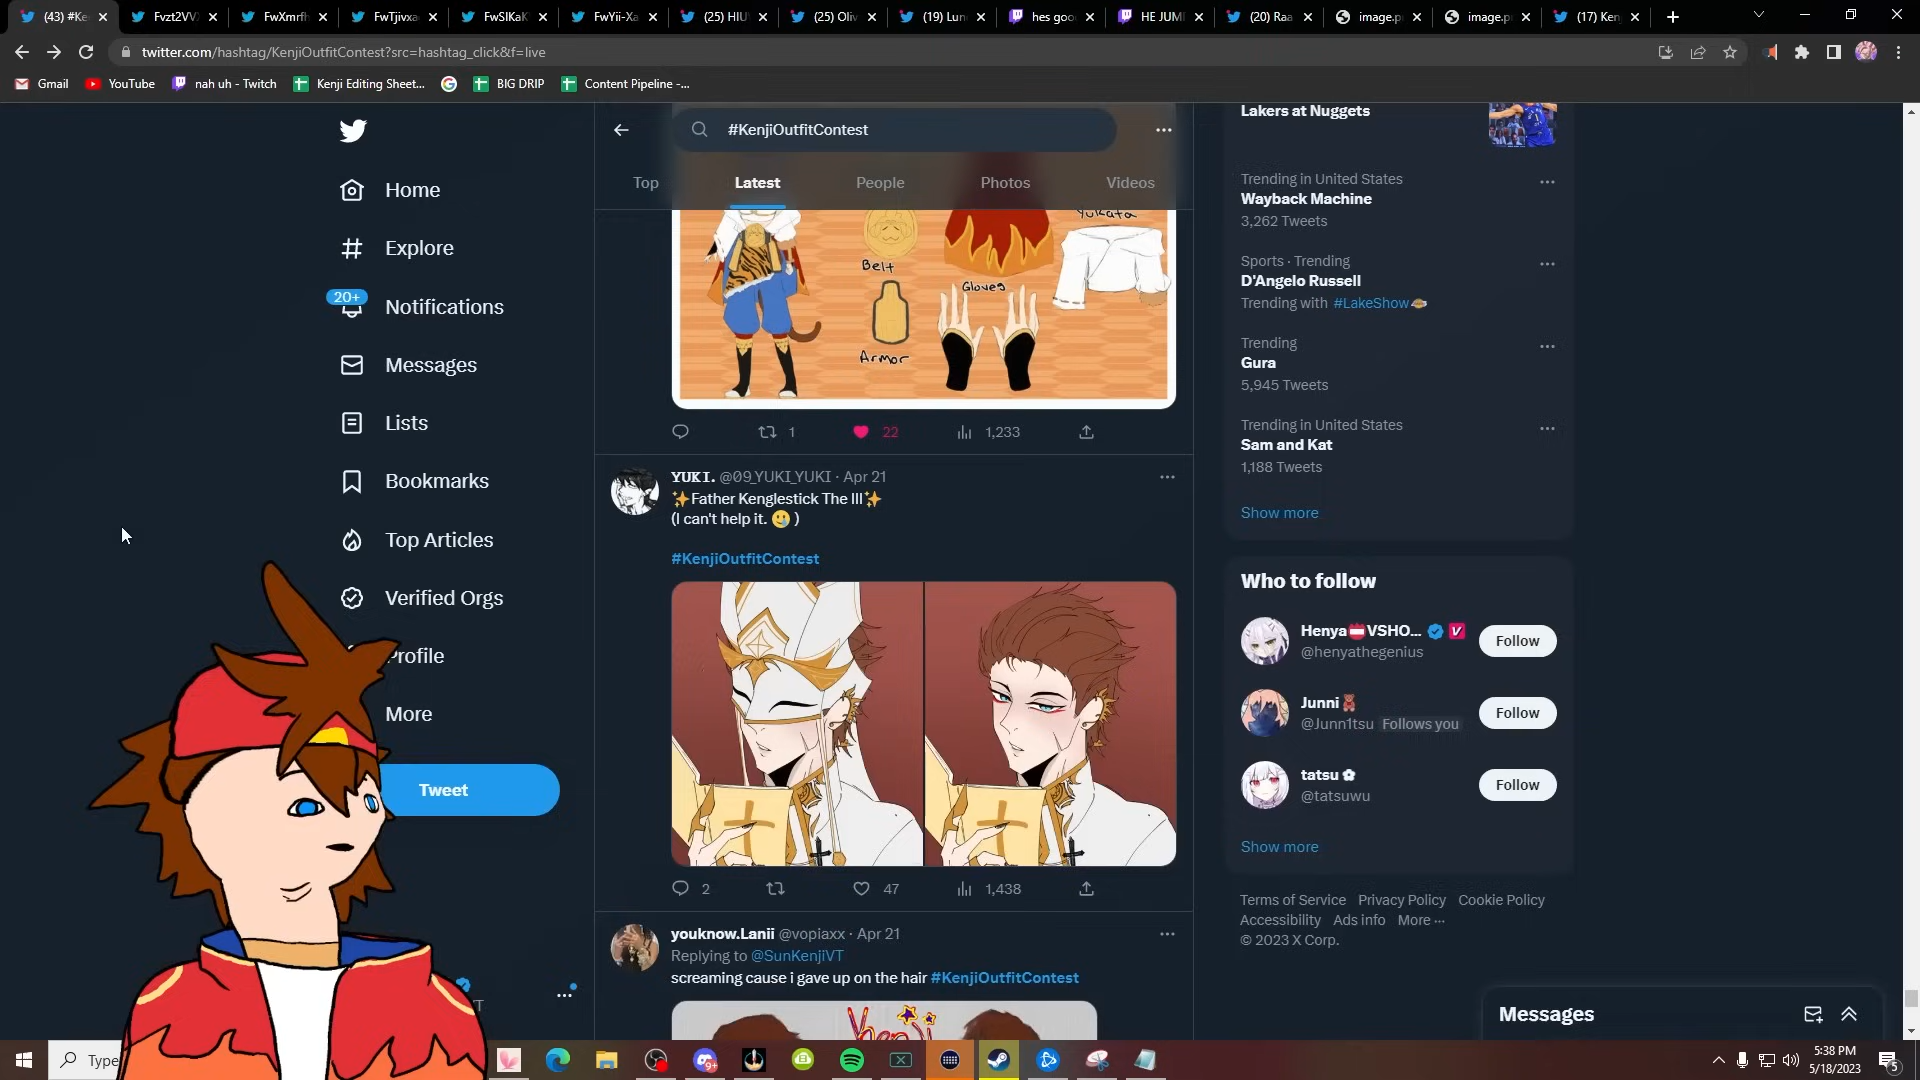 (43) #Ke
Fvzt2VV
FwXmrfh
FwTjivxa
FwSIKaK
FwYii-Xa
(25) HIU
(25) Oliv
(19) Lun
hes goo
HE JUM
(20) Raa
image.p
image.p
(17) Ken
twitter.com/hashtag/KenjiOutfitContest?src=hashtag_click&f=live
Gmail
YouTube
nah uh - Twitch
Kenji Editing Sheet...
BIG DRIP
Content Pipeline -...
Home
Explore
20+
Notifications
Messages
Lists
Bookmarks
Top Articles
Verified Orgs
Profile
More
Tweet
#KenjiOutfitContest
Top
Latest
People
Photos
Videos
Yukata
Belt
Gloves
Armor
1
22
1,233
YUKI. @09_YUKI_YUKI · Apr 21
✨Father Kenglestick The III✨
(I can't help it. 🥲 )
#KenjiOutfitContest
2
47
1,438
youknow.Lanii @vopiaxx · Apr 21
Replying to @SunKenjiVT
screaming cause i gave up on the hair #KenjiOutfitContest
Lakers at Nuggets
Trending in United States
Wayback Machine
3,262 Tweets
Sports · Trending
D'Angelo Russell
Trending with #LakeShow
Trending
Gura
5,945 Tweets
Trending in United States
Sam and Kat
1,188 Tweets
Show more
Who to follow
Henya VSHO...
@henyathegenius
Follow
Junni
@Junn1tsu Follows you
Follow
tatsu
@tatsuwu
Follow
Show more
Terms of Service Privacy Policy Cookie Policy
Accessibility Ads info More ···
© 2023 X Corp.
Messages
Type
9+
5:38 PM
5/18/2023
5